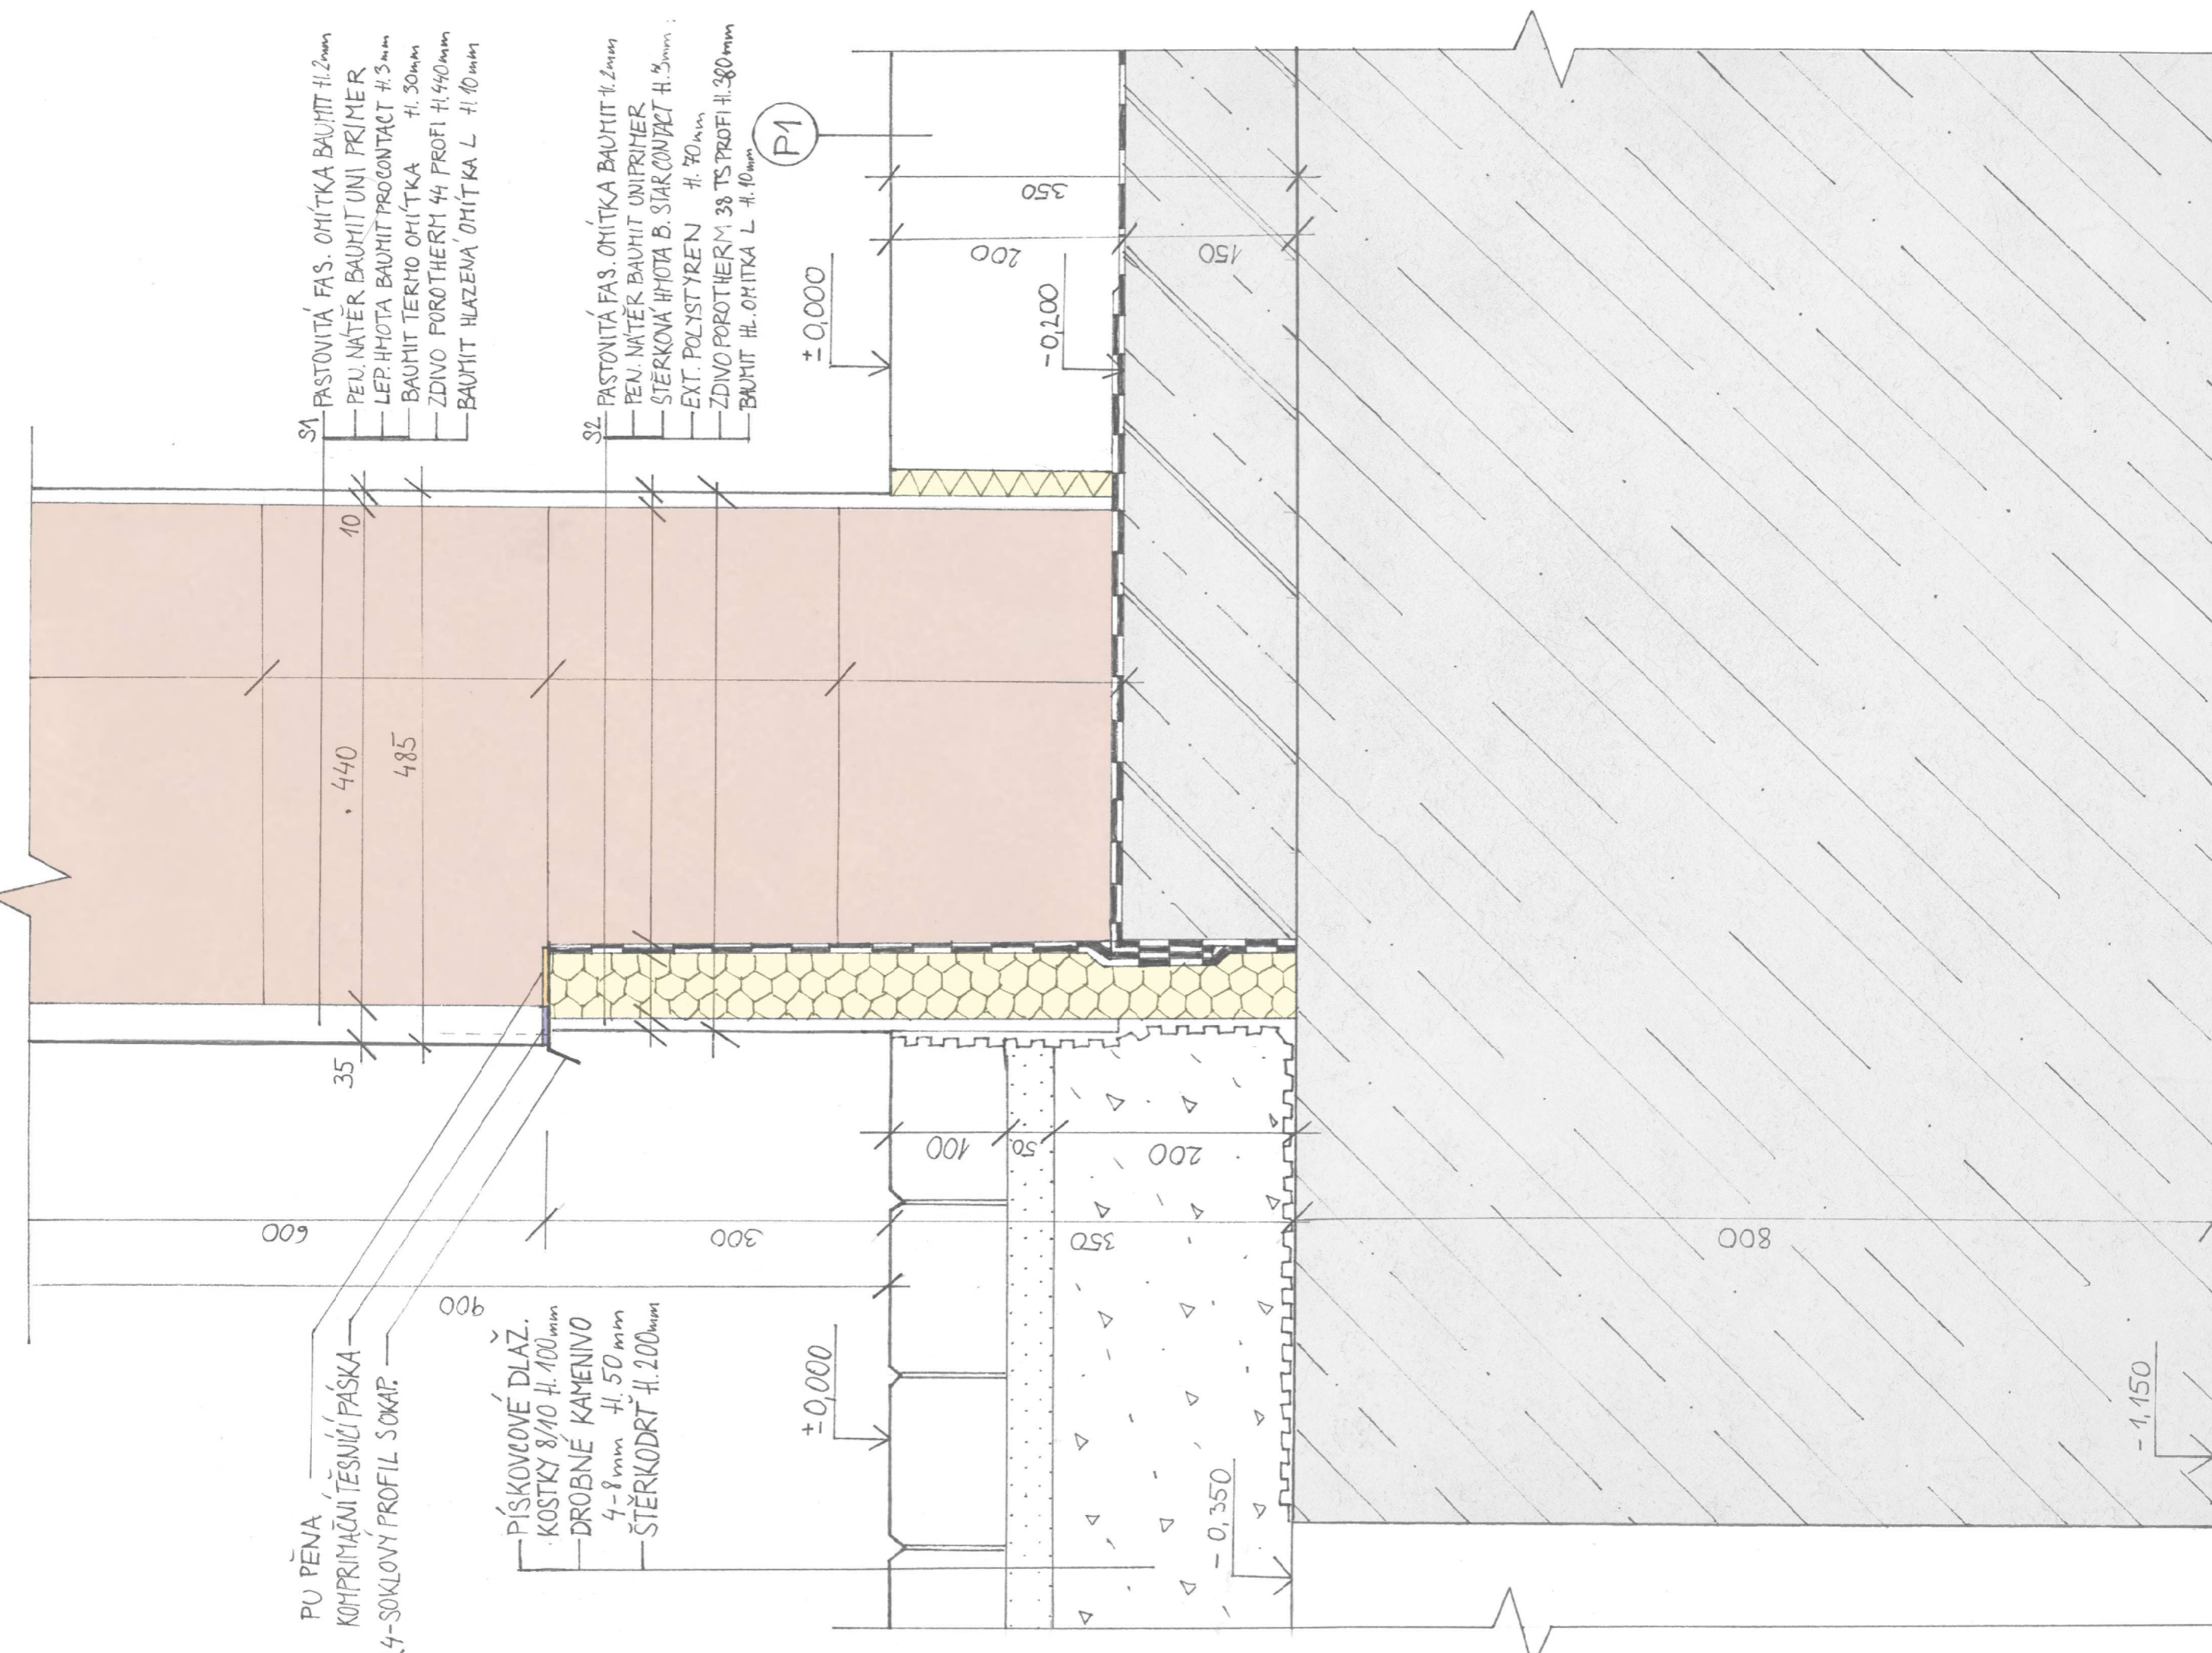 S1
PASTOVITÁ FAS. OMÍTKA BAUMIT tl. 2mm
PEN. NÁTĚR BAUMIT UNI PRIMER
LEP. HMOTA BAUMIT PROCONTACT tl. 3mm
BAUMIT TERMO OMÍTKA tl. 30mm
ZDIVO POROTHERM 44 PROFI tl. 440mm
BAUMIT HLAZENÁ OMÍTKA L tl. 10mm
S2
PASTOVITÁ FAS. OMÍTKA BAUMIT tl. 2mm
PEN. NÁTĚR BAUMIT UNIPRIMER
STĚRKOVÁ HMOTA B. STARCONTACT tl. 3mm
EXT. POLYSTYREN tl. 70mm
ZDIVO POROTHERM 38 TS PROFI tl. 380mm
BAUMIT HL. OMITKA L tl. 10mm
P1
350
200
150
±0,000
-0,200
10
440
485
35
PU PĚNA
KOMPRIMAČNÍ TĚSNÍCÍ PÁSKA
4-SOKLOVÝ PROFIL SOKAP.
600
300
350
800
900
100
50
200
PÍSKOVCOVÉ DLAŽ.
KOSTKY 8/10 tl. 100mm
DROBNÉ KAMENIVO
4-8mm tl. 50mm
ŠTĚRKODRŤ tl. 200mm
±0,000
-0,350
-1,150